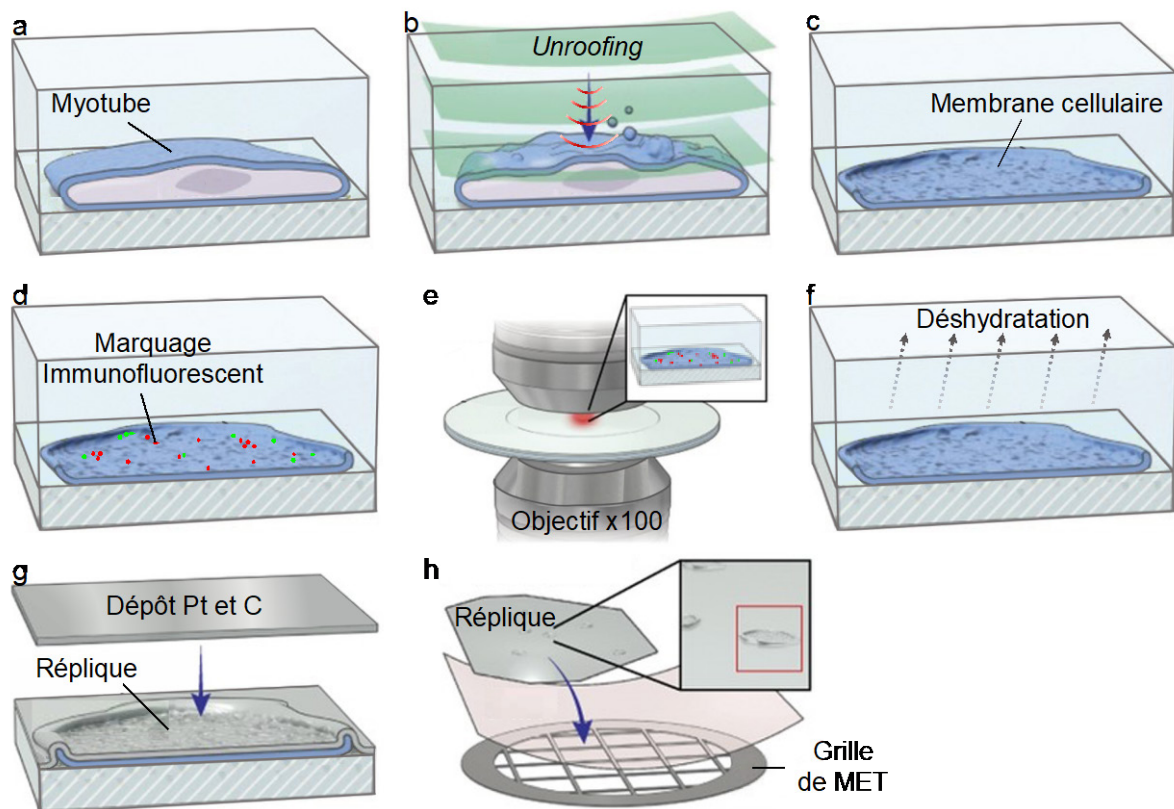 a
Myotube
b
Unroofing
c
Membrane cellulaire
d
Marquage
Immunofluorescent
e
Objectif x100
f
Déshydratation
g
Dépôt Pt et C
Réplique
h
Réplique
Grille
de MET